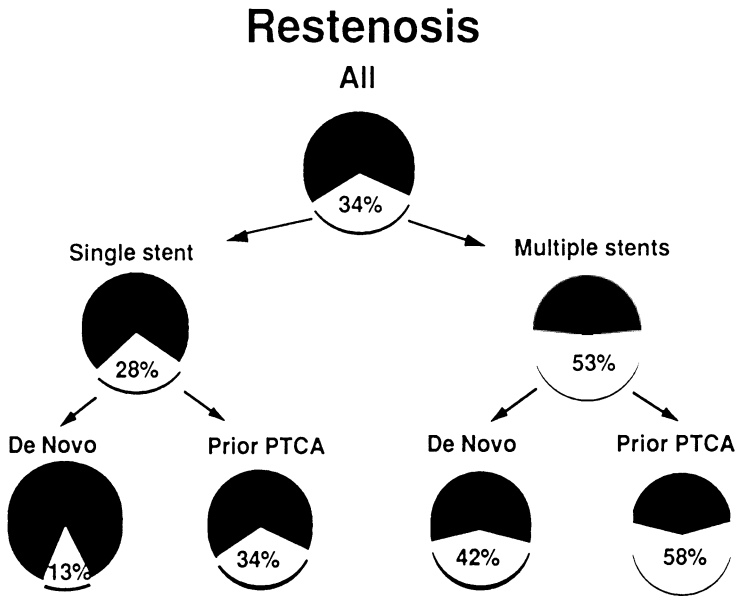 Restenosis
All
34%
Single stent
Multiple stents
28%
53%
De Novo
Prior PTCA
De Novo
Prior PTCA
13%
34%
42%
58%